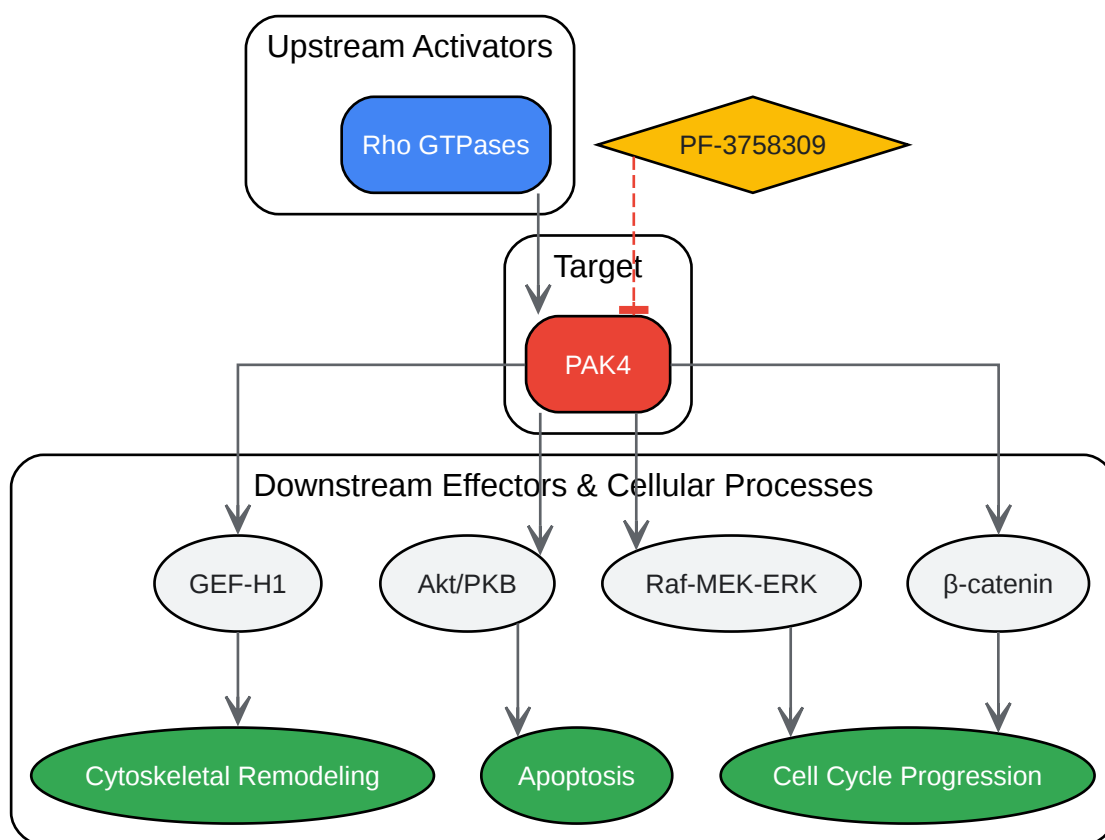 Upstream Activators
Rho GTPases
PF-3758309
Target
PAK4
Downstream Effectors & Cellular Processes
GEF-H1
Akt/PKB
Raf-MEK-ERK
β-catenin
Cytoskeletal Remodeling
Apoptosis
Cell Cycle Progression